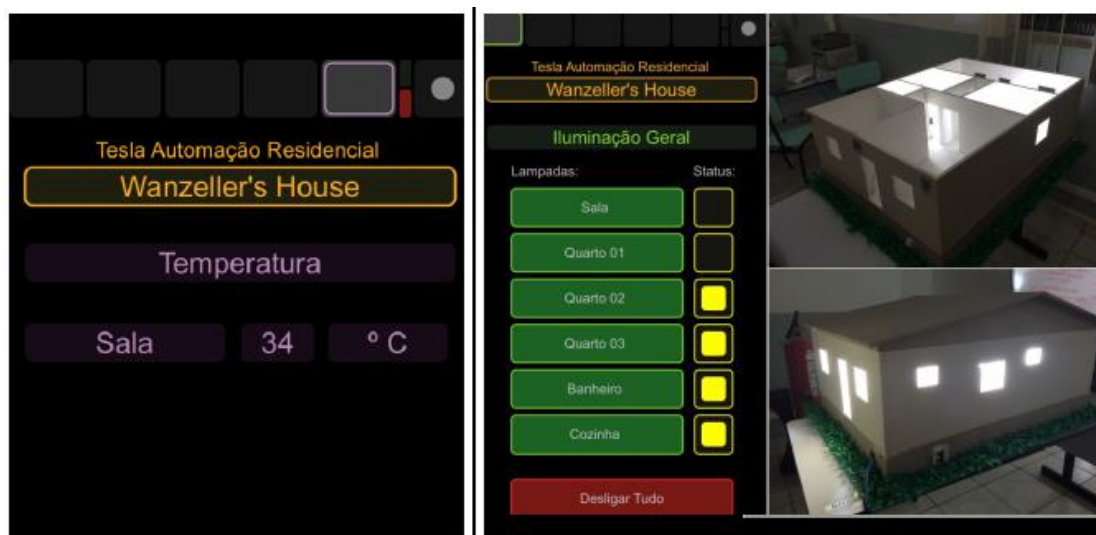 Tesla Automação Residencial
Wanzeller's House
Temperatura
Sala 34 º C
Tesla Automação Residencial
Wanzeller's House
Iluminação Geral
Lampadas: Status:
Sala
Quarto 01
Quarto 02
Quarto 03
Banheiro
Cozinha
Desligar Tudo